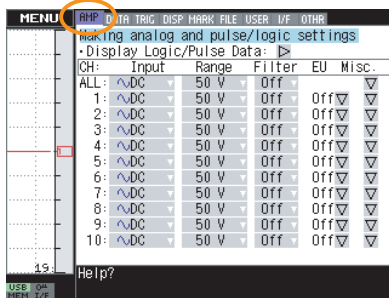 MENU AMP DATA TRIG DISP MARK FILE USER I/F OTHR
Making analog and pulse/logic settings
・Display Logic/Pulse Data:
CH: Input Range Filter EU Misc.
ALL: DC 50 V Off
1: DC 50 V Off Off
2: DC 50 V Off Off
3: DC 50 V Off Off
4: DC 50 V Off Off
5: DC 50 V Off Off
6: DC 50 V Off Off
7: DC 50 V Off Off
8: DC 50 V Off Off
9: DC 50 V Off Off
10: DC 50 V Off Off
Help?
USB
MEM I/F